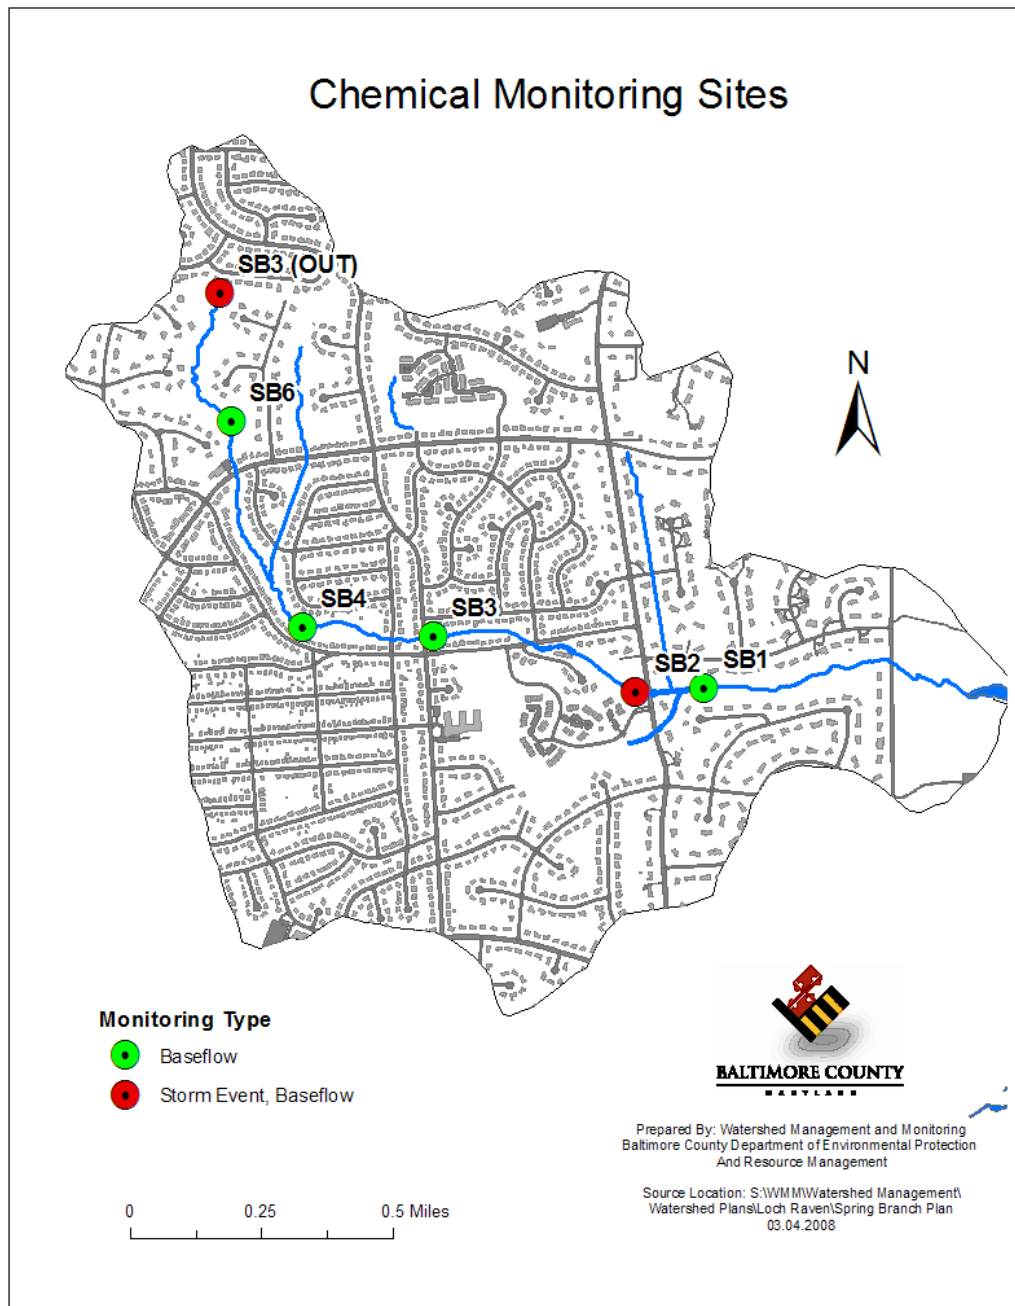 Chemical Monitoring Sites
SB3 (OUT)
N
SB6
SB4
SB3
SB2
SB1
Monitoring Type
Baseflow
Storm Event, Baseflow
BALTIMORE COUNTY
MARYLAND
Prepared By: Watershed Management and Monitoring
Baltimore County Department of Environmental Protection
And Resource Management
Source Location: S:\WMM\Watershed Management\
Watershed Plans\Loch Raven\Spring Branch Plan
03.04.2008
0 0.25 0.5 Miles